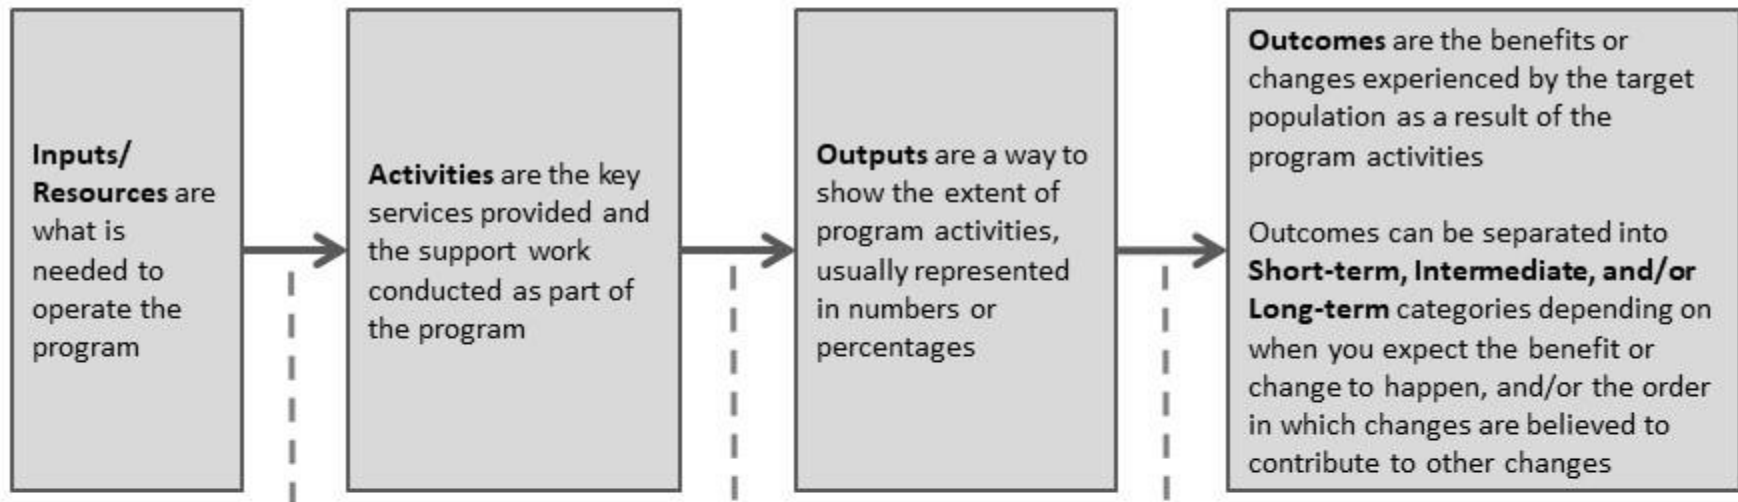 Inputs/
Resources are
what is
needed to
operate the
program
Activities are the key
services provided and
the support work
conducted as part of
the program
Outputs are a way to
show the extent of
program activities,
usually represented
in numbers or
percentages
Outcomes are the benefits or
changes experienced by the target
population as a result of the
program activities
Outcomes can be separated into
Short-term, Intermediate, and/or
Long-term categories depending on
when you expect the benefit or
change to happen, and/or the order
in which changes are believed to
contribute to other changes